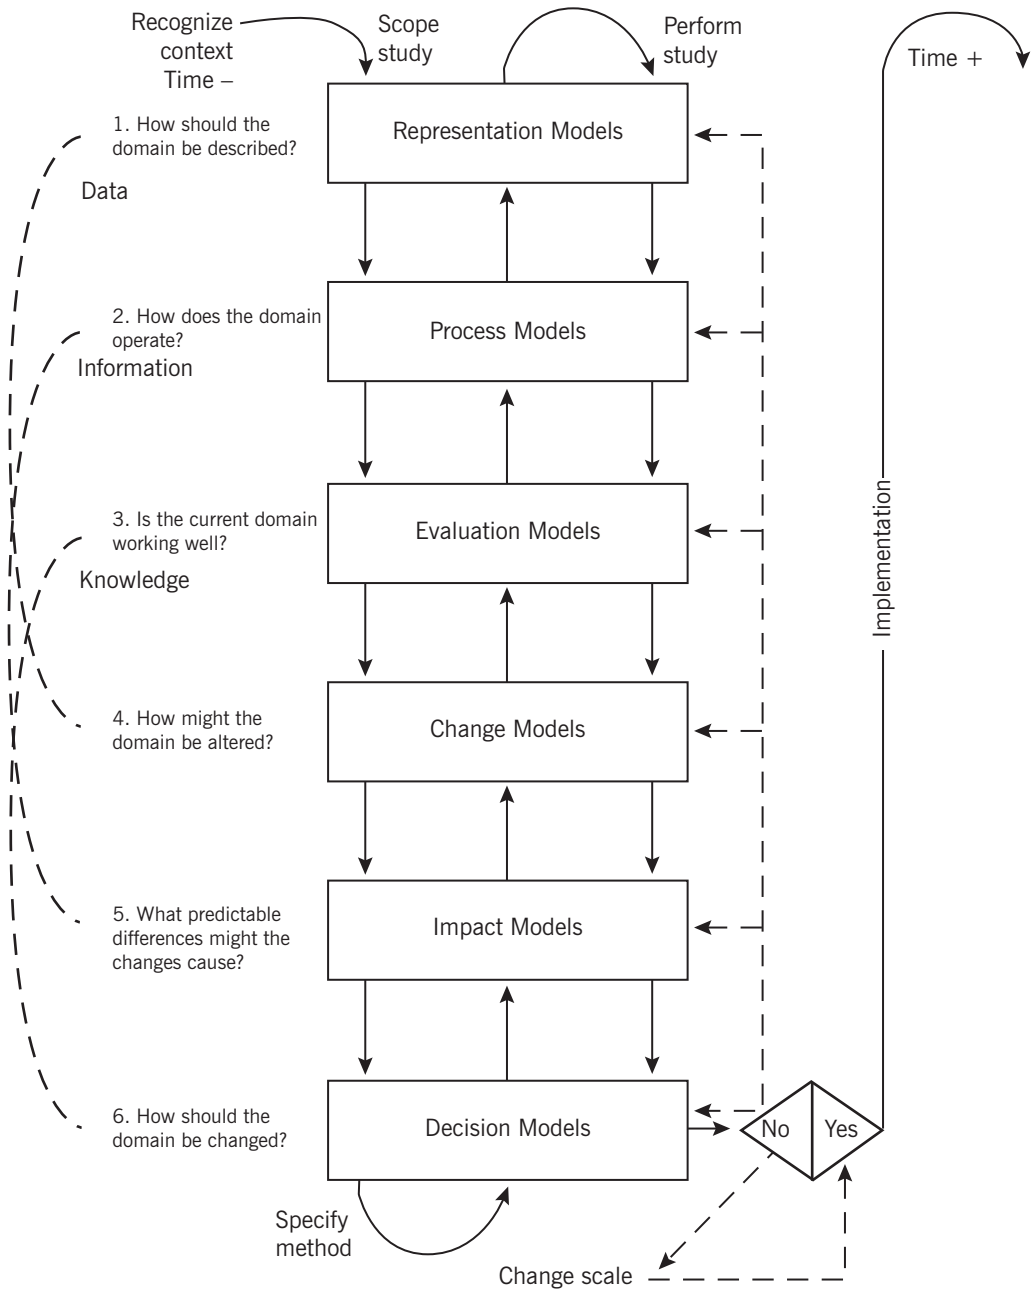 Recognize
context
Time –
Scope
study
Perform
study
Time +
Representation Models
1. How should the
domain be described?
Data
Process Models
2. How does the domain
operate?
Information
Evaluation Models
3. Is the current domain
working well?
Knowledge
Implementation
Change Models
4. How might the
domain be altered?
Impact Models
5. What predictable
differences might the
changes cause?
Decision Models
6. How should the
domain be changed?
No
Yes
Specify
method
Change scale